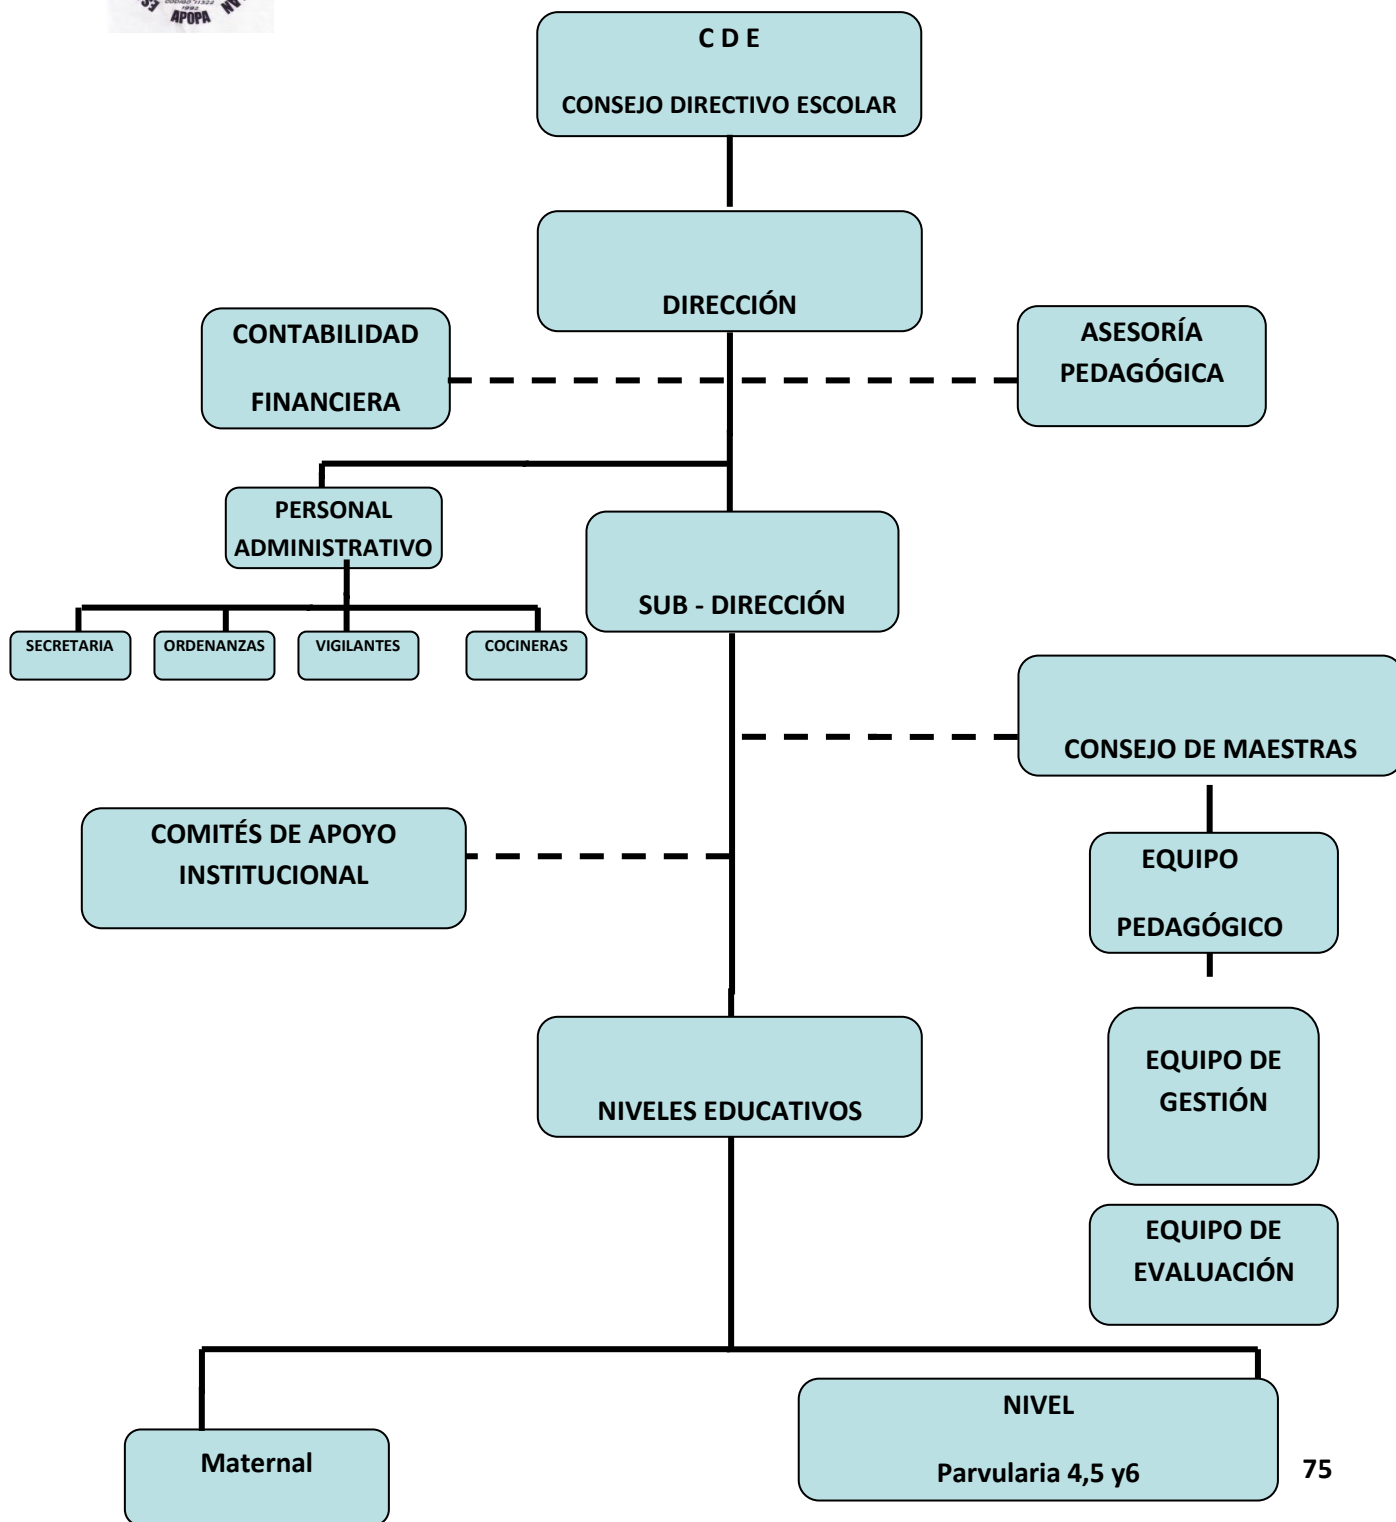 APOPA
C D E
CONSEJO DIRECTIVO ESCOLAR
DIRECCIÓN
CONTABILIDAD
FINANCIERA
ASESORÍA
PEDAGÓGICA
PERSONAL
ADMINISTRATIVO
SUB - DIRECCIÓN
SECRETARIA
ORDENANZAS
VIGILANTES
COCINERAS
CONSEJO DE MAESTRAS
COMITÉS DE APOYO
INSTITUCIONAL
EQUIPO
PEDAGÓGICO
EQUIPO DE
GESTIÓN
NIVELES EDUCATIVOS
EQUIPO DE
EVALUACIÓN
NIVEL
Parvularia 4,5 y6
Maternal
75